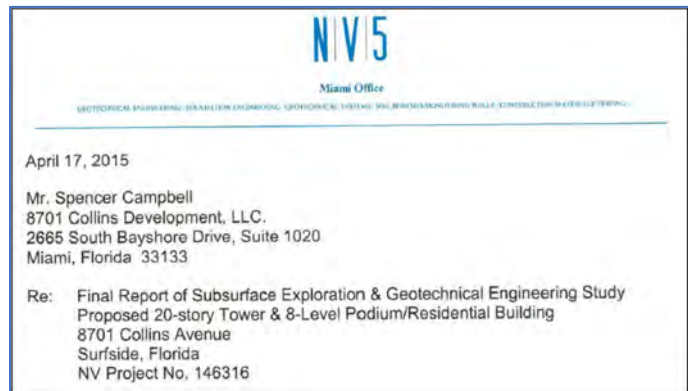 N|V|5
Miami Office
April 17, 2015
Mr. Spencer Campbell
8701 Collins Development, LLC.
2665 South Bayshore Drive, Suite 1020
Miami, Florida 33133
Re: Final Report of Subsurface Exploration & Geotechnical Engineering Study
Proposed 20-story Tower & 8-Level Podium/Residential Building
8701 Collins Avenue
Surfside, Florida
NV Project No. 146316